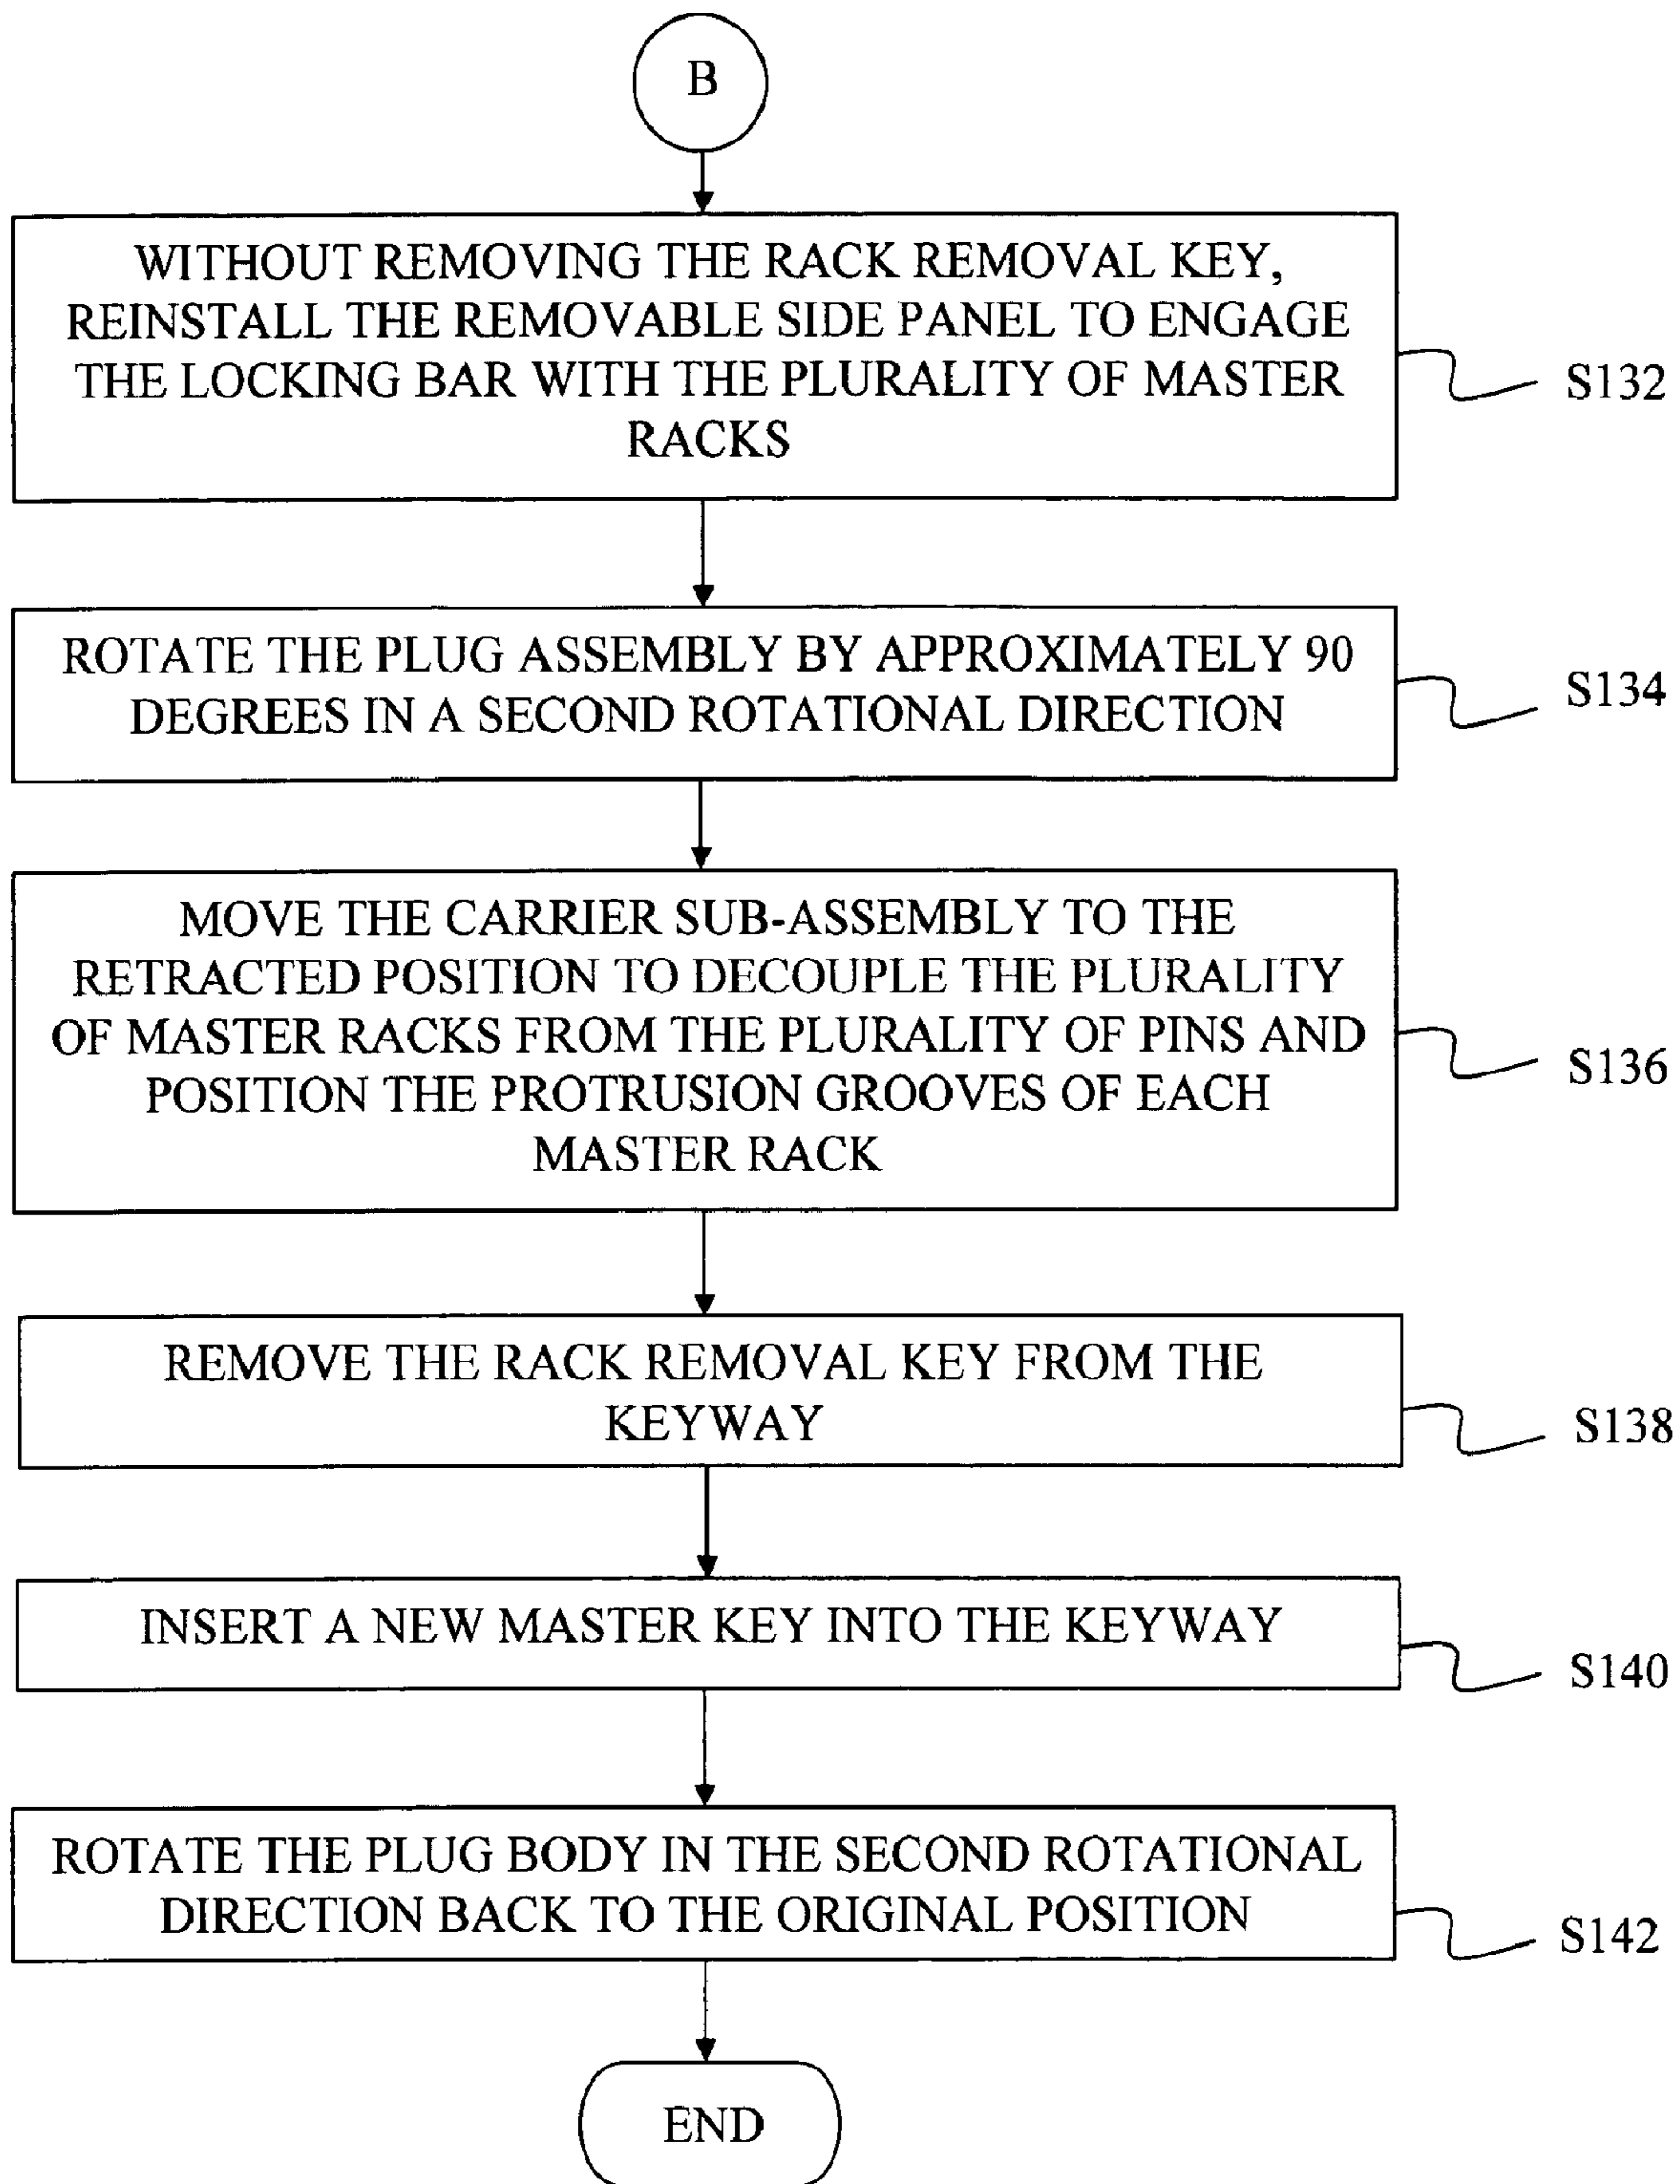 B
WITHOUT REMOVING THE RACK REMOVAL KEY,
REINSTALL THE REMOVABLE SIDE PANEL TO ENGAGE
THE LOCKING BAR WITH THE PLURALITY OF MASTER
RACKS
S132
ROTATE THE PLUG ASSEMBLY BY APPROXIMATELY 90
DEGREES IN A SECOND ROTATIONAL DIRECTION
S134
MOVE THE CARRIER SUB-ASSEMBLY TO THE
RETRACTED POSITION TO DECOUPLE THE PLURALITY
OF MASTER RACKS FROM THE PLURALITY OF PINS AND
POSITION THE PROTRUSION GROOVES OF EACH
MASTER RACK
S136
REMOVE THE RACK REMOVAL KEY FROM THE
KEYWAY
S138
INSERT A NEW MASTER KEY INTO THE KEYWAY
S140
ROTATE THE PLUG BODY IN THE SECOND ROTATIONAL
DIRECTION BACK TO THE ORIGINAL POSITION
S142
END